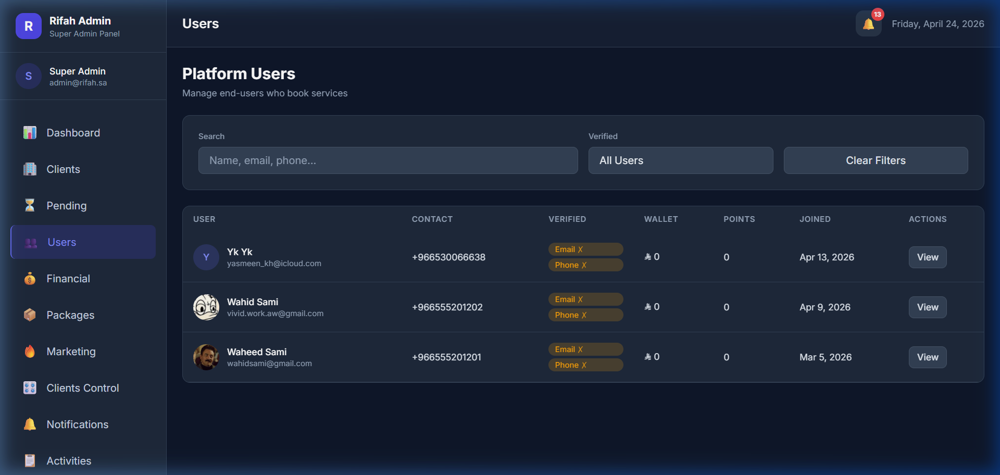 R
Rifah Admin
Super Admin Panel
S
Super Admin
admin@rifah.sa
Dashboard
Clients
Pending
Users
Financial
Packages
Marketing
Clients Control
Notifications
Activities
Users
13
Friday, April 24, 2026
Platform Users
Manage end-users who book services
Search
Verified
Name, email, phone...
All Users
Clear Filters
USER CONTACT VERIFIED WALLET POINTS JOINED ACTIONS
Y
Yk Yk
yasmeen_kh@icloud.com
+966530066638
Email ✗
Phone ✗
⃁ 0
0
Apr 13, 2026
View
Wahid Sami
vivid.work.aw@gmail.com
+966555201202
Email ✗
Phone ✗
⃁ 0
0
Apr 9, 2026
View
Waheed Sami
wahidsami@gmail.com
+966555201201
Email ✗
Phone ✗
⃁ 0
0
Mar 5, 2026
View